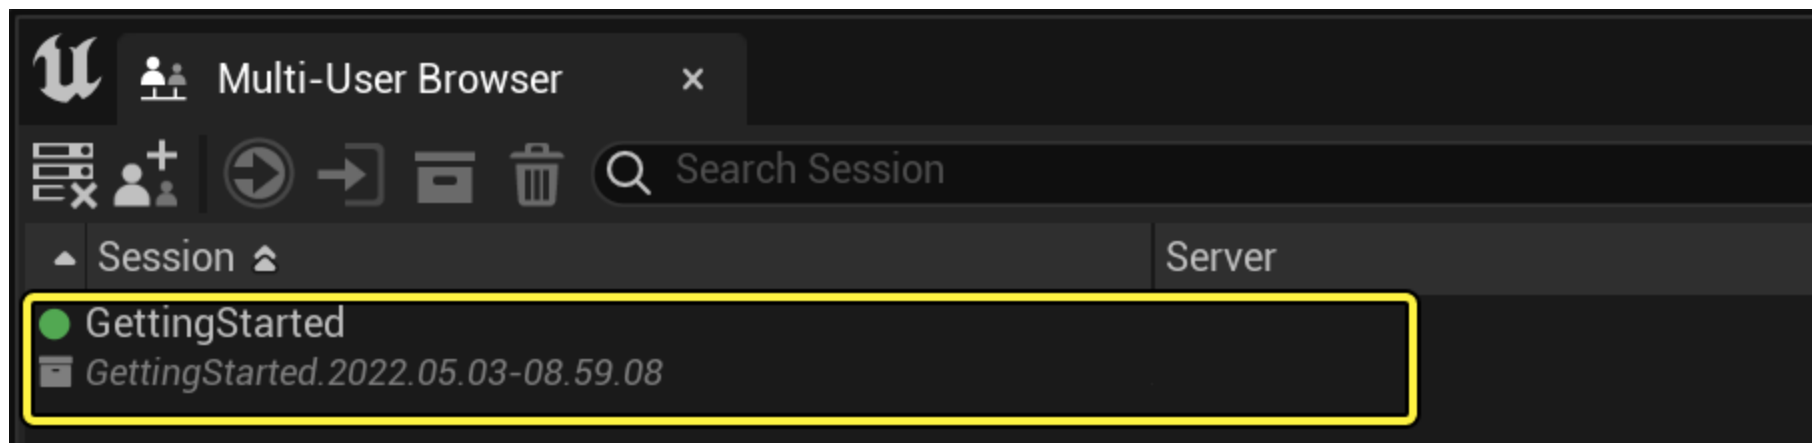 Multi-User Browser
Search Session
Session Server
GettingStarted
GettingStarted.2022.05.03-08.59.08